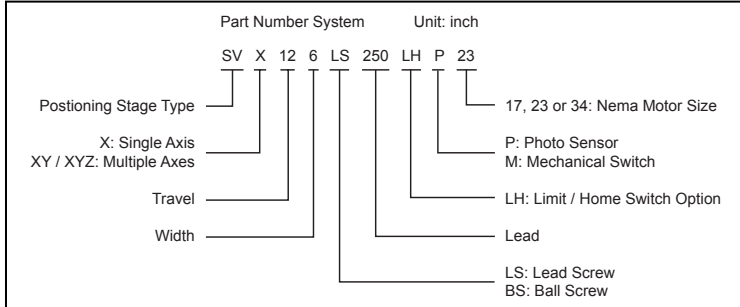 Part Number System Unit: inch
SV X 12 6 LS 250 LH P 23
Postioning Stage Type
17, 23 or 34: Nema Motor Size
X: Single Axis
XY / XYZ: Multiple Axes
P: Photo Sensor
M: Mechanical Switch
Travel
LH: Limit / Home Switch Option
Width
Lead
LS: Lead Screw
BS: Ball Screw